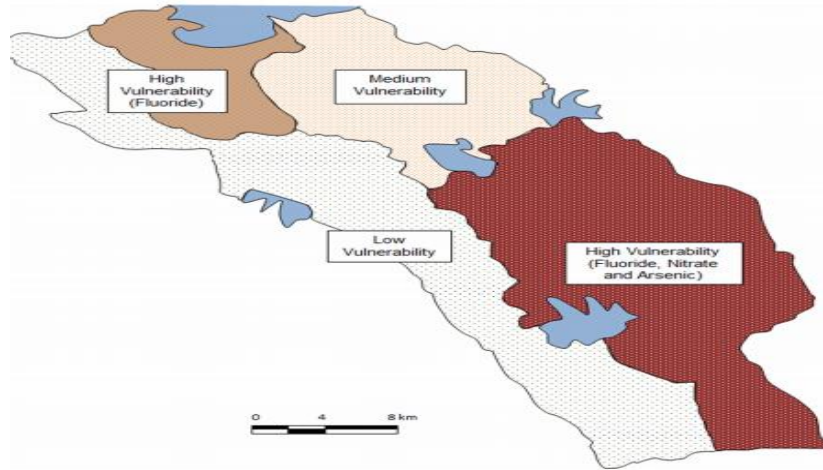 High
Vulnerability
(Fluoride)
Medium
Vulnerability
Low
Vulnerability
High Vulnerability
(Fluoride, Nitrate
and Arsenic)
0 4 8 km